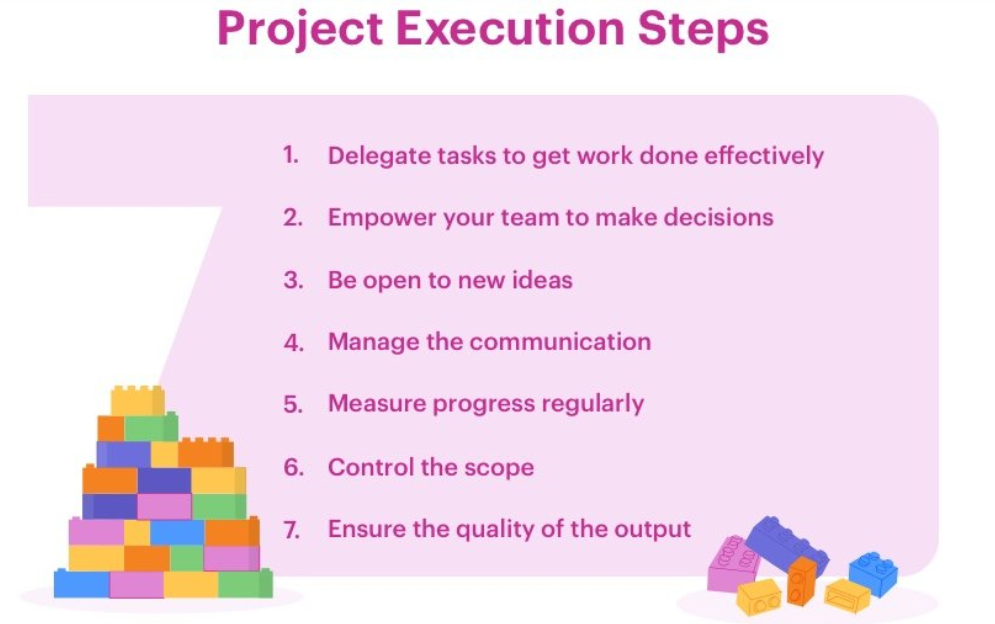 Project Execution Steps
1. Delegate tasks to get work done effectively
2. Empower your team to make decisions
3. Be open to new ideas
4. Manage the communication
5. Measure progress regularly
6. Control the scope
7. Ensure the quality of the output